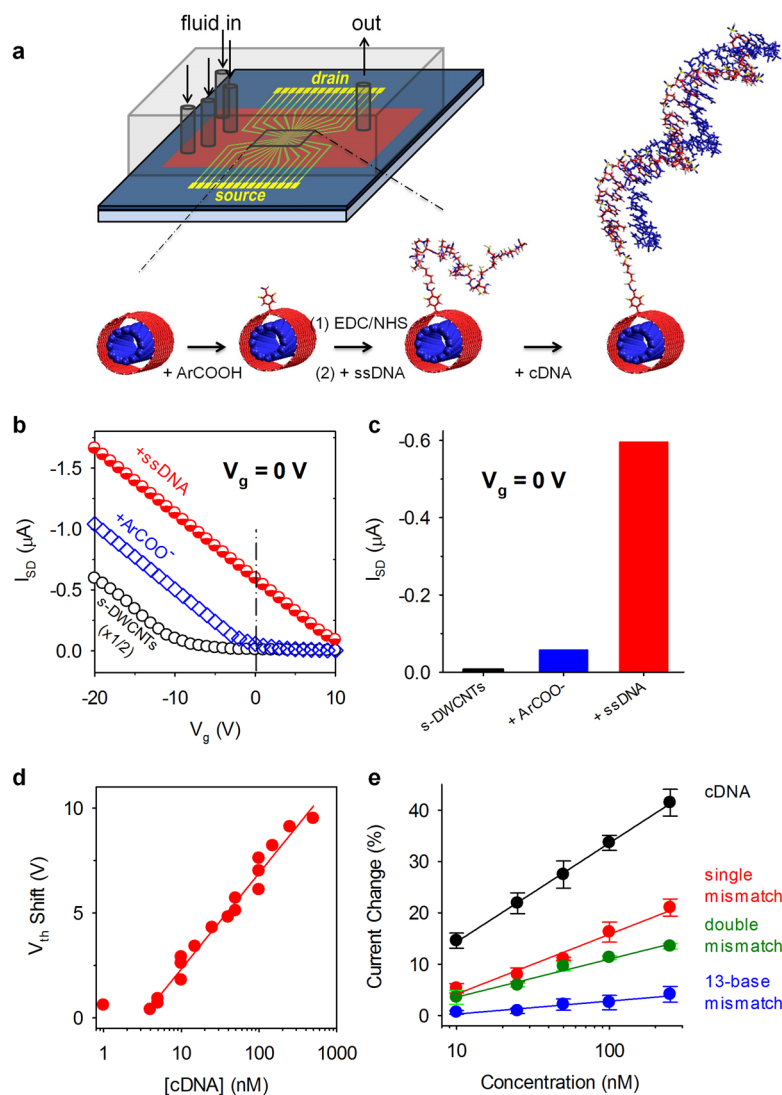 a
fluid in
out
drain
source
+ ArCOOH
(1) EDC/NHS
(2) + ssDNA
+ cDNA
b
-1.5
-1.0
-0.5
0.0
I_SD (μA)
+ssDNA
V_g = 0 V
+ArCOO⁻
s-DWCNTs
(x1/2)
-20
-10
0
10
V_g (V)
c
-0.6
-0.4
-0.2
0.0
I_SD (μA)
V_g = 0 V
s-DWCNTs
+ ArCOO-
+ ssDNA
d
10
5
0
V_th Shift (V)
1
10
100
1000
[cDNA] (nM)
e
50
40
30
20
10
0
Current Change (%)
cDNA
single
mismatch
double
mismatch
13-base
mismatch
10
100
Concentration (nM)